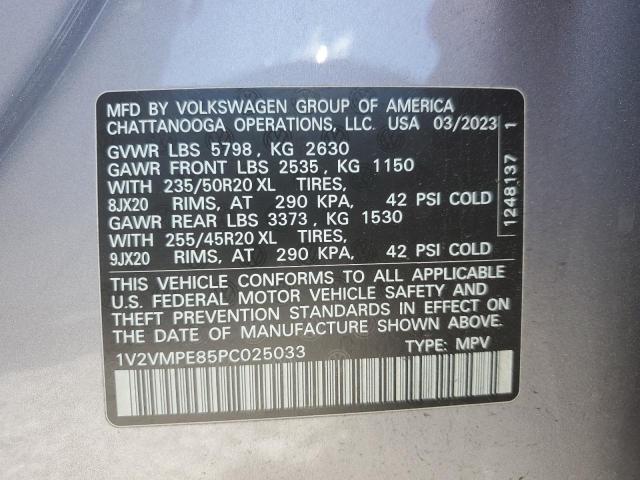 MFD BY VOLKSWAGEN GROUP OF AMERICA
CHATTANOOGA OPERATIONS, LLC. USA 03/2023
GVWR LBS 5798, KG 2630
GAWR FRONT LBS 2535, KG 1150
WITH 235/50R20 XL TIRES,
8JX20 RIMS, AT 290 KPA, 42 PSI COLD
GAWR REAR LBS 3373, KG 1530
WITH 255/45R20 XL TIRES,
9JX20 RIMS, AT 290 KPA, 42 PSI COLD
THIS VEHICLE CONFORMS TO ALL APPLICABLE
U.S. FEDERAL MOTOR VEHICLE SAFETY AND
THEFT PREVENTION STANDARDS IN EFFECT ON
THE DATE OF MANUFACTURE SHOWN ABOVE.
1V2VMPE85PC025033 TYPE: MPV
1248137 1